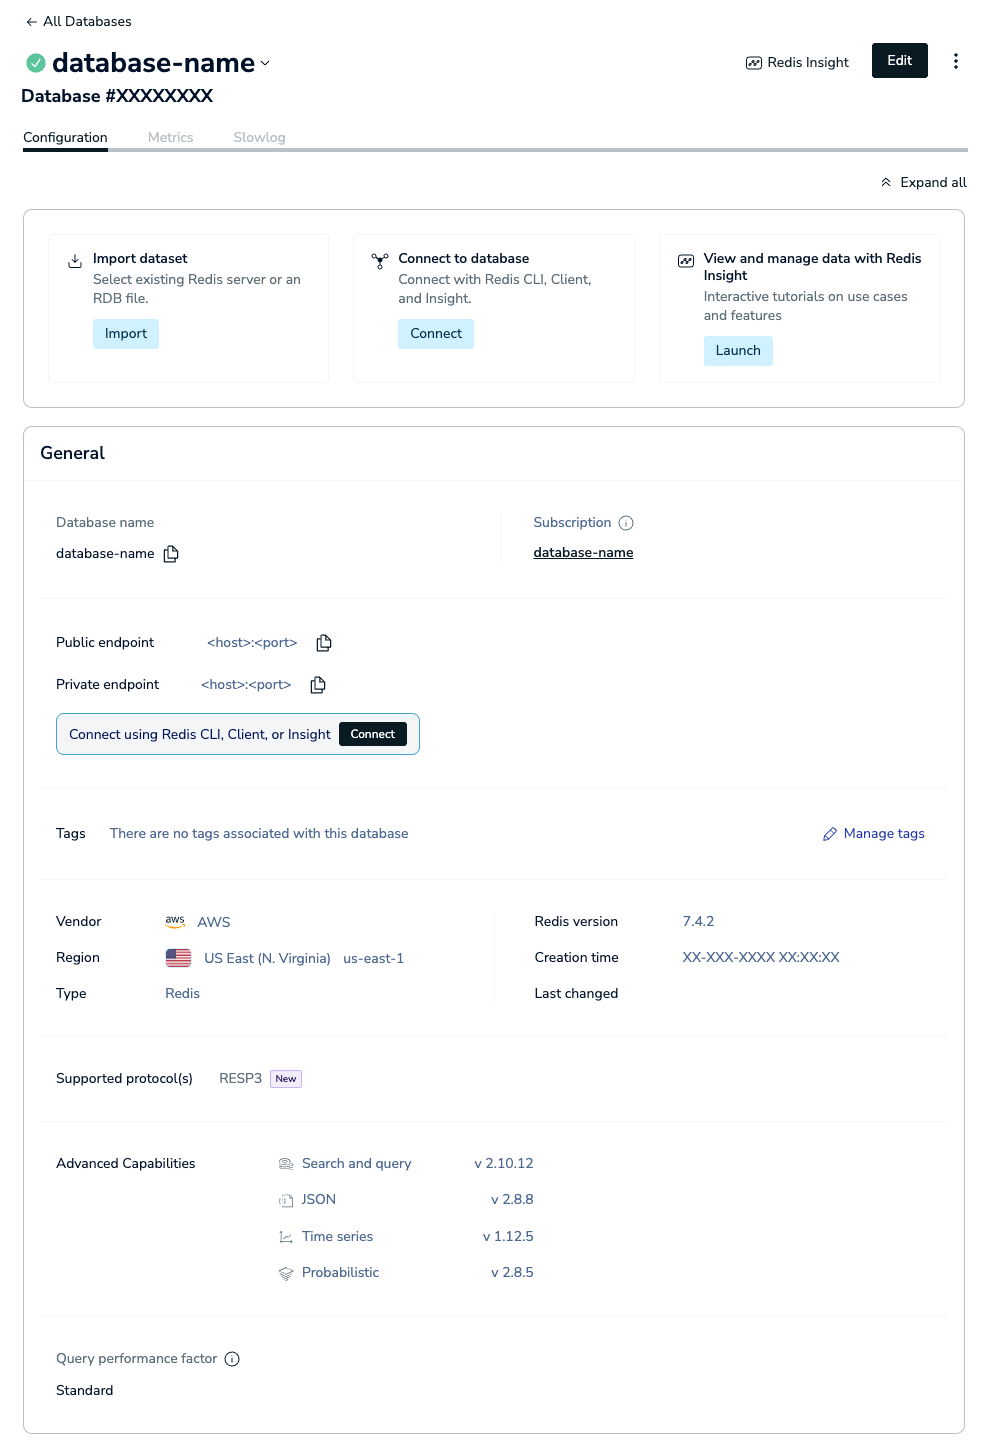 All Databases
database-name
Redis Insight
Edit
Database #XXXXXXXX
Configuration
Metrics
Slowlog
Expand all
Import dataset
Select existing Redis server or an
RDB file.
Import
Connect to database
Connect with Redis CLI, Client,
and Insight.
Connect
View and manage data with Redis
Insight
Interactive tutorials on use cases
and features
Launch
General
Database name
database-name
Subscription
database-name
Public endpoint <host>:<port>
Private endpoint <host>:<port>
Connect using Redis CLI, Client, or Insight Connect
Tags There are no tags associated with this database Manage tags
Vendor aws AWS
Region US East (N. Virginia) us-east-1
Type Redis
Redis version 7.4.2
Creation time XX-XXX-XXXX XX:XX:XX
Last changed
Supported protocol(s) RESP3 New
Advanced Capabilities Search and query v 2.10.12
JSON v 2.8.8
Time series v 1.12.5
Probabilistic v 2.8.5
Query performance factor
Standard